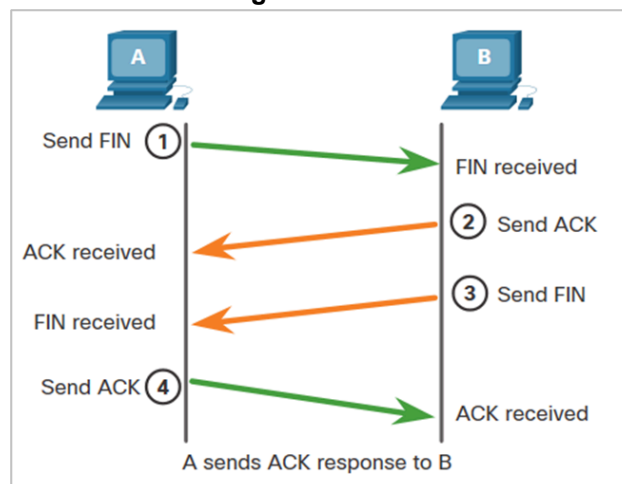 A
B
Send FIN 1
FIN received
2 Send ACK
ACK received
3 Send FIN
FIN received
Send ACK 4
ACK received
A sends ACK response to B